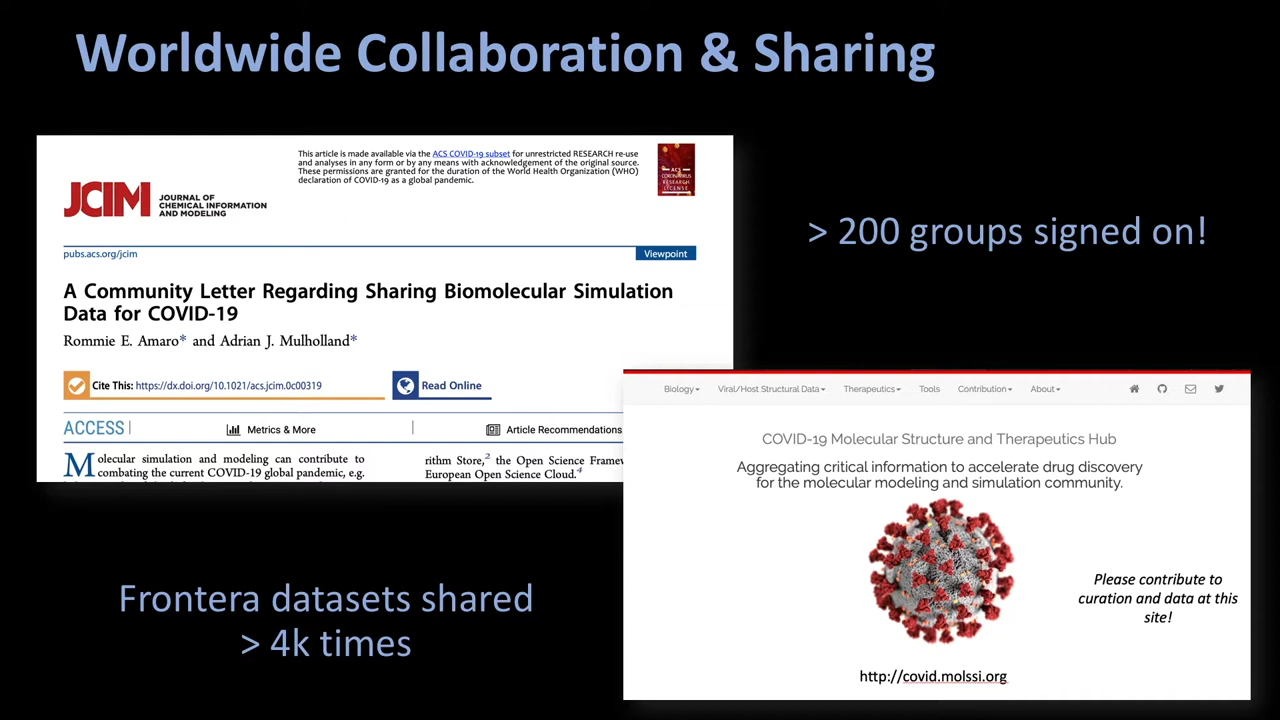 Worldwide Collaboration & Sharing
This article is made available via the ACS COVID-19 subset for unrestricted RESEARCH re-use
and analyses in any form or by any means with acknowledgement of the original source.
These permissions are granted for the duration of the World Health Organization (WHO)
declaration of COVID-19 as a global pandemic.
ACS
CORONAVIRUS
RESEARCH
LICENSE
JCIM
JOURNAL OF
CHEMICAL INFORMATION
AND MODELING
pubs.acs.org/jcim
Viewpoint
A Community Letter Regarding Sharing Biomolecular Simulation
Data for COVID-19
Rommie E. Amaro* and Adrian J. Mulholland*
Cite This: https://dx.doi.org/10.1021/acs.jcim.0c00319
Read Online
ACCESS
Metrics & More
Article Recommendations
Molecular simulation and modeling can contribute to
combating the current COVID-19 global pandemic, e.g.
rithm Store,2 the Open Science
European Open Science Cloud.4
> 200 groups signed on!
Biology Viral/Host Structural Data Therapeutics Tools Contribution About
COVID-19 Molecular Structure and Therapeutics Hub
Aggregating critical information to accelerate drug discovery
for the molecular modeling and simulation community.
Please contribute to
curation and data at this
site!
http://covid.molssi.org
Frontera datasets shared
> 4k times